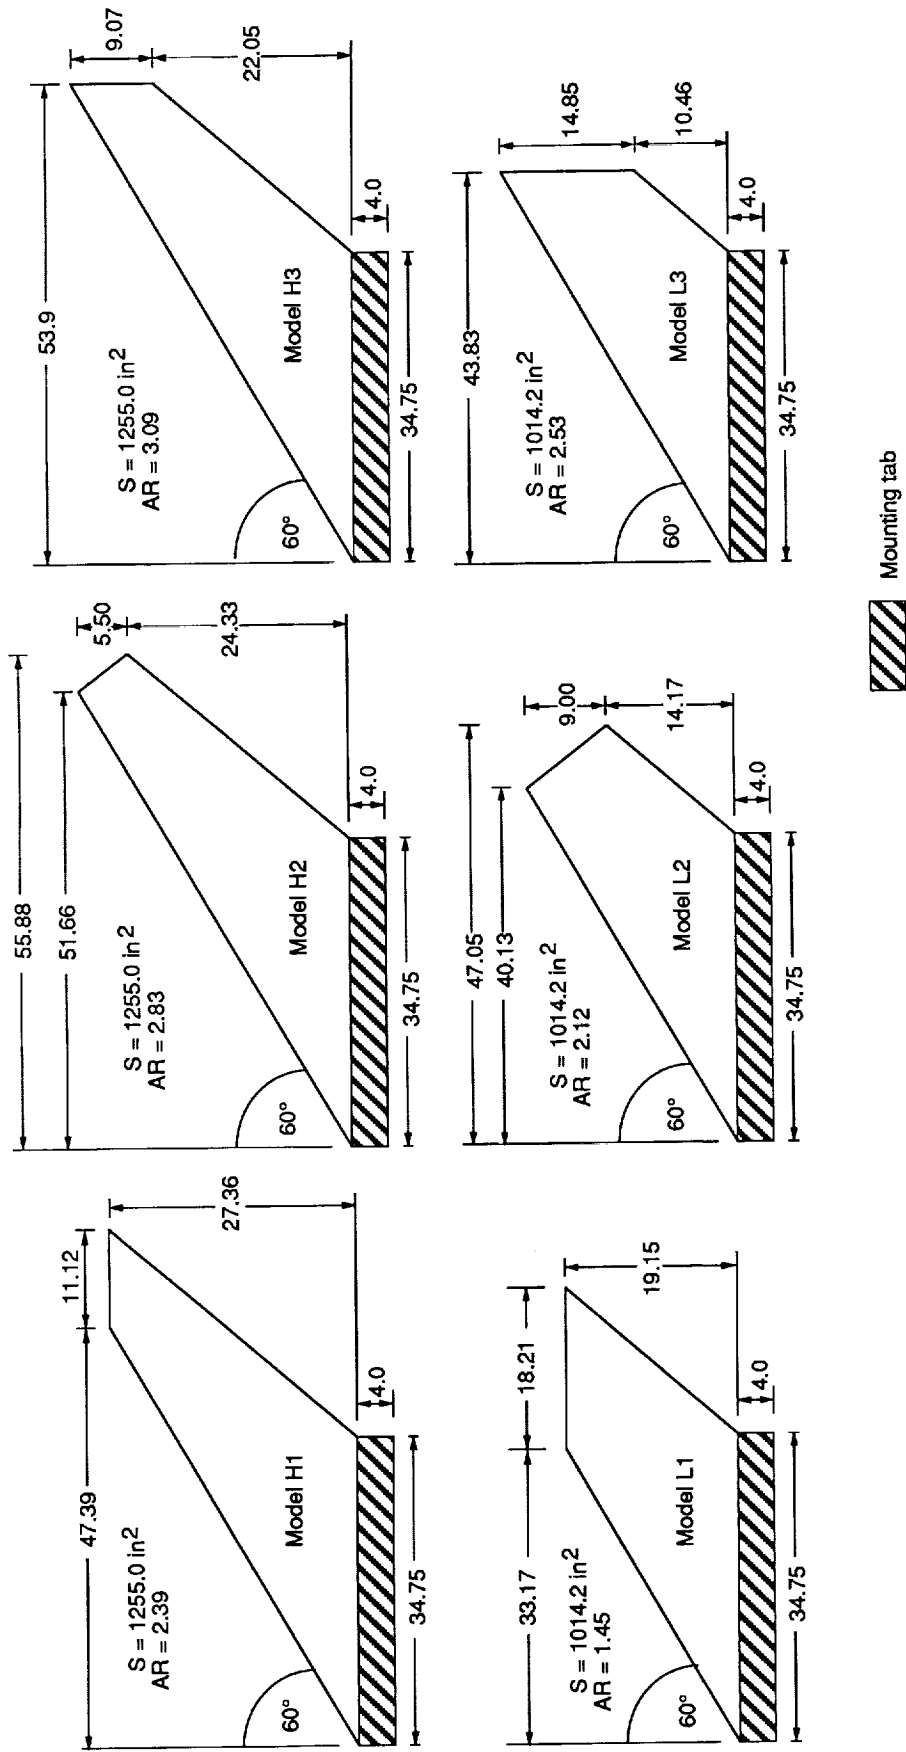 47.39
11.12
S = 1255.0 in2
AR = 2.39
27.36
60°
Model H1
4.0
34.75
55.88
51.66
5.50
S = 1255.0 in2
AR = 2.83
24.33
60°
Model H2
4.0
34.75
53.9
9.07
S = 1255.0 in2
AR = 3.09
22.05
60°
Model H3
4.0
34.75
33.17
18.21
S = 1014.2 in2
AR = 1.45
19.15
60°
Model L1
4.0
34.75
47.05
40.13
9.00
S = 1014.2 in2
AR = 2.12
14.17
60°
Model L2
4.0
34.75
43.83
14.85
S = 1014.2 in2
AR = 2.53
10.46
60°
Model L3
4.0
34.75
Mounting tab